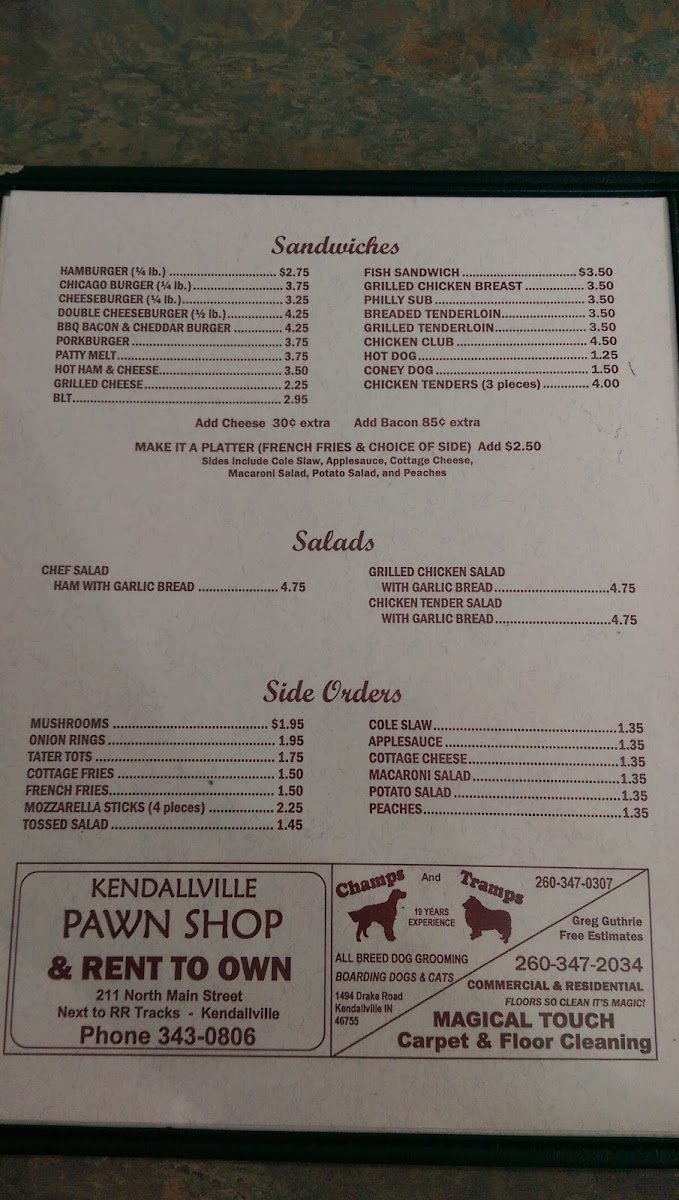 Sandwiches
HAMBURGER (¼ lb.) ............................ $2.75
CHICAGO BURGER (¼ lb.) ....................... 3.75
CHEESEBURGER (¼ lb.) .......................... 3.25
DOUBLE CHEESEBURGER (½ lb.) .............. 4.25
BBQ BACON & CHEDDAR BURGER ............ 4.25
PORKBURGER ....................................... 3.75
PATTY MELT ........................................... 3.75
HOT HAM & CHEESE ................................ 3.50
GRILLED CHEESE .................................... 2.25
BLT ....................................................... 2.95
FISH SANDWICH .............................. $3.50
GRILLED CHICKEN BREAST ................ 3.50
PHILLY SUB ....................................... 3.50
BREADED TENDERLOIN ...................... 3.50
GRILLED TENDERLOIN ........................ 3.50
CHICKEN CLUB .................................. 4.50
HOT DOG ........................................... 1.25
CONEY DOG ....................................... 1.50
CHICKEN TENDERS (3 pieces) ............. 4.00
Add Cheese 30¢ extra Add Bacon 85¢ extra
MAKE IT A PLATTER (FRENCH FRIES & CHOICE OF SIDE) Add $2.50
Sides include Cole Slaw, Applesauce, Cottage Cheese,
Macaroni Salad, Potato Salad, and Peaches
Salads
CHEF SALAD
HAM WITH GARLIC BREAD .................... 4.75
GRILLED CHICKEN SALAD
WITH GARLIC BREAD ............................. 4.75
CHICKEN TENDER SALAD
WITH GARLIC BREAD ............................. 4.75
Side Orders
MUSHROOMS ....................................... $1.95
ONION RINGS ......................................... 1.95
TATER TOTS ........................................... 1.75
COTTAGE FRIES ...................................... 1.50
FRENCH FRIES ........................................ 1.50
MOZZARELLA STICKS (4 pieces) ................ 2.25
TOSSED SALAD ....................................... 1.45
COLE SLAW ............................................ 1.35
APPLESAUCE .......................................... 1.35
COTTAGE CHEESE .................................... 1.35
MACARONI SALAD ................................... 1.35
POTATO SALAD ....................................... 1.35
PEACHES ............................................... 1.35
KENDALLVILLE
PAWN SHOP
& RENT TO OWN
211 North Main Street
Next to RR Tracks - Kendallville
Phone 343-0806
Champs And Tramps
260-347-0307
19 YEARS
EXPERIENCE
ALL BREED DOG GROOMING
BOARDING DOGS & CATS
1494 Drake Road
Kendallville IN
46755
Greg Guthrie
Free Estimates
260-347-2034
COMMERCIAL & RESIDENTIAL
FLOORS SO CLEAN IT'S MAGIC!
MAGICAL TOUCH
Carpet & Floor Cleaning